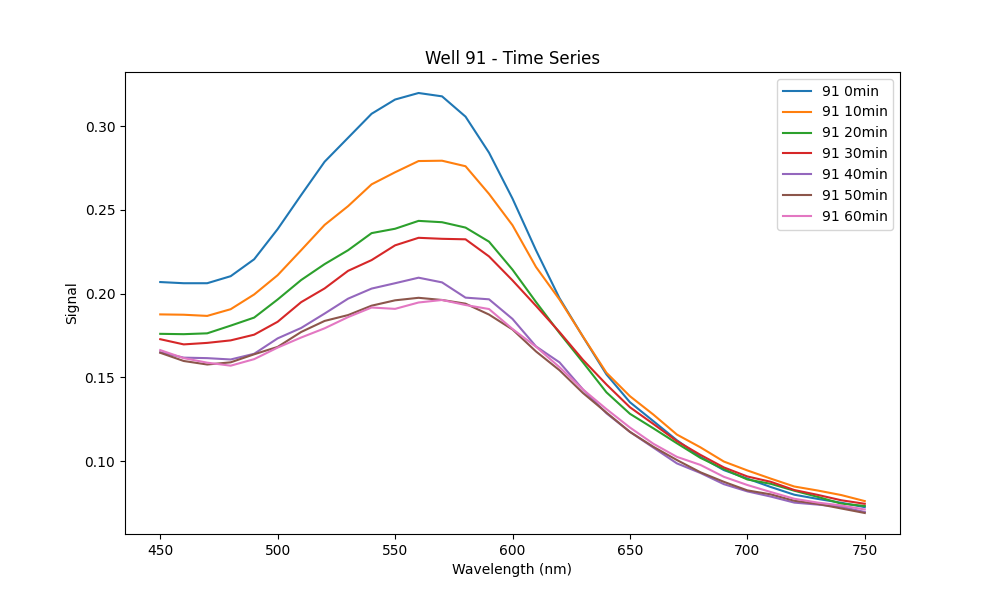 Well 91 - Time Series
91 0min
91 10min
91 20min
91 30min
91 40min
91 50min
91 60min
0.30
0.25
0.20
0.15
0.10
Signal
450 500 550 600 650 700 750
Wavelength (nm)